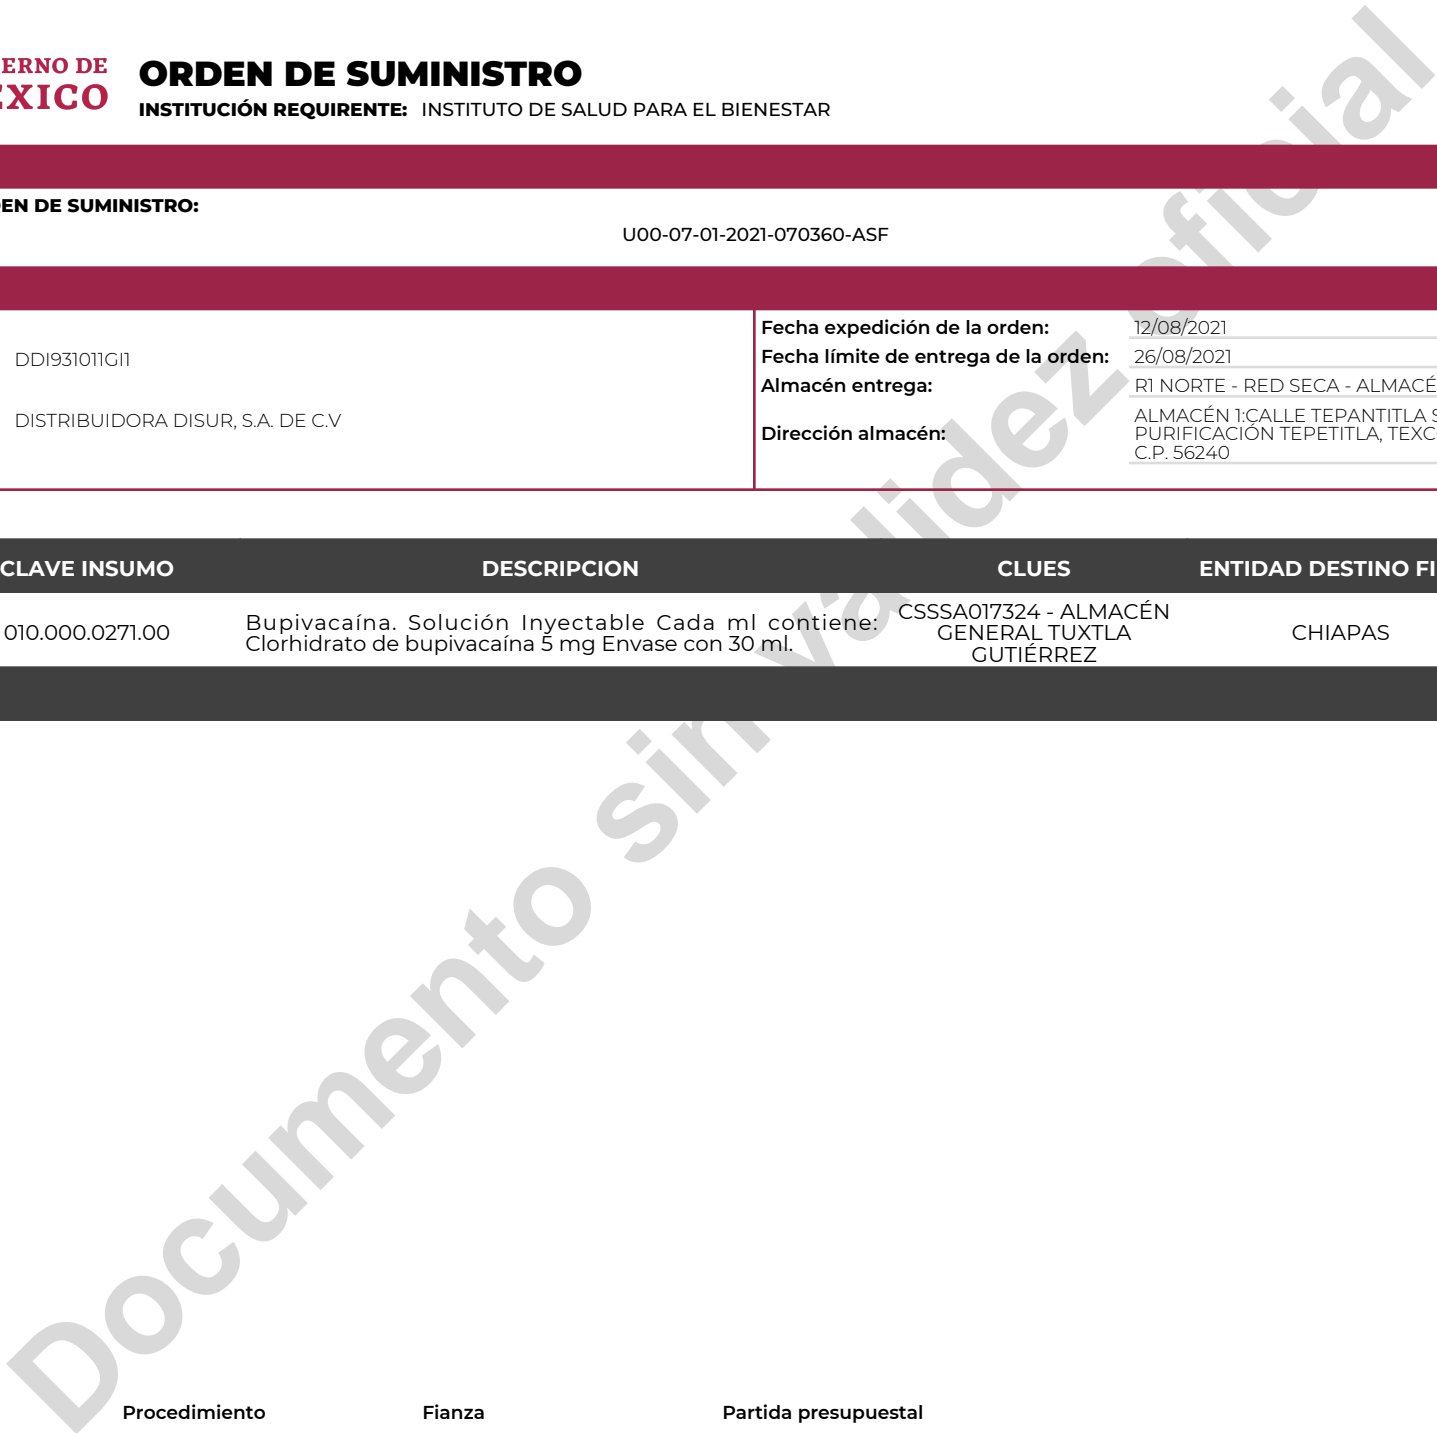 ERNO DE
ÉXICO
ORDEN DE SUMINISTRO
INSTITUCIÓN REQUIRENTE: INSTITUTO DE SALUD PARA EL BIENESTAR
EN DE SUMINISTRO:
U00-07-01-2021-070360-ASF
DDI931011GI1
DISTRIBUIDORA DISUR, S.A. DE C.V
Fecha expedición de la orden: 12/08/2021
Fecha límite de entrega de la orden: 26/08/2021
Almacén entrega: R1 NORTE - RED SECA - ALMACÉ
Dirección almacén: ALMACÉN 1:CALLE TEPANTITLA S
PURIFICACIÓN TEPETITLA, TEXC
C.P. 56240
CLAVE INSUMO DESCRIPCION CLUES ENTIDAD DESTINO FI
010.000.0271.00
Bupivacaína. Solución Inyectable Cada ml contiene:
Clorhidrato de bupivacaína 5 mg Envase con 30 ml.
CSSSA017324 - ALMACÉN
GENERAL TUXTLA
GUTIÉRREZ
CHIAPAS
Documento sin validez oficial
Procedimiento Fianza Partida presupuestal